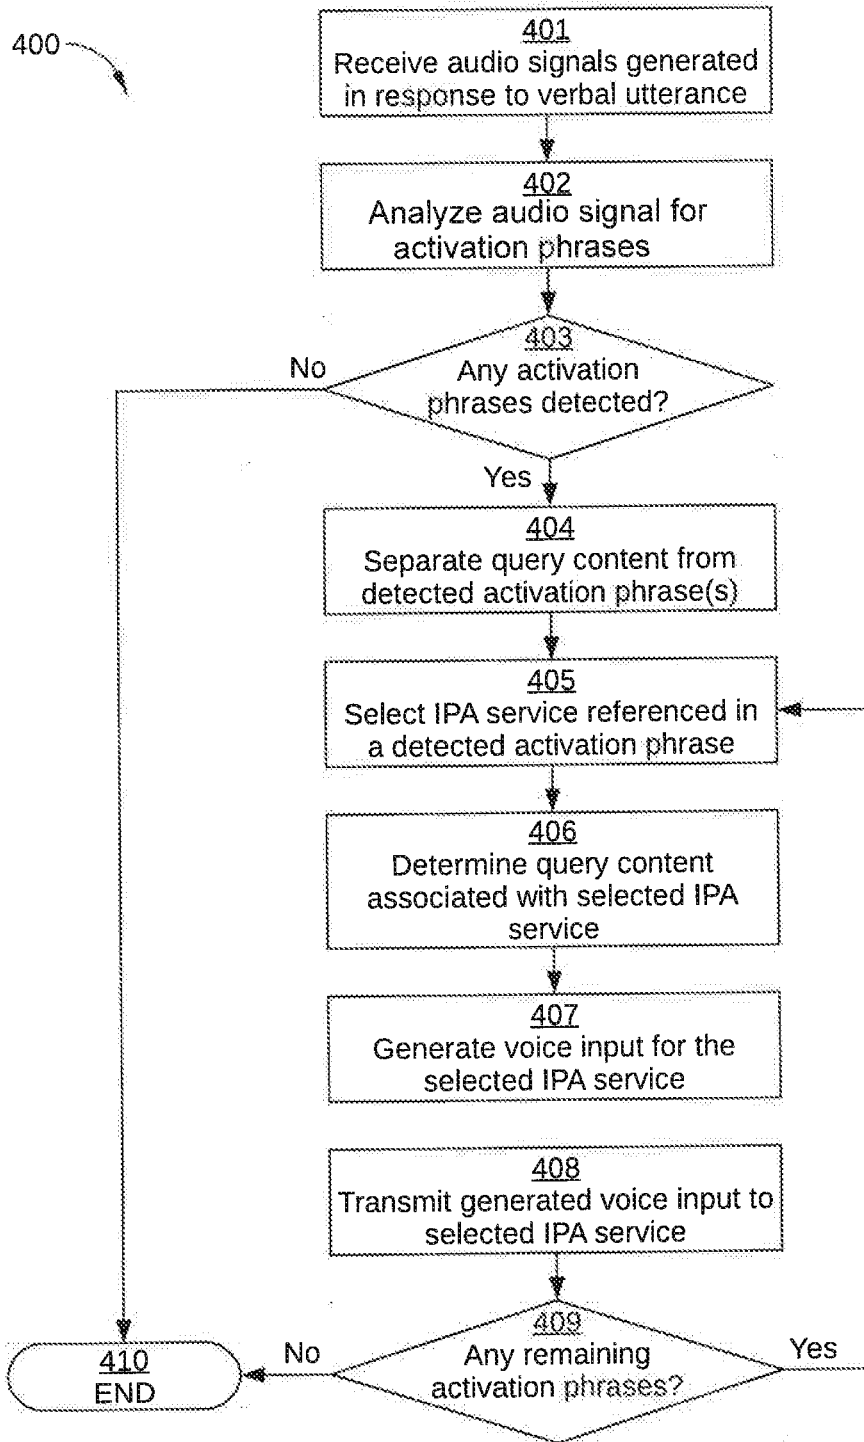 400
401
Receive audio signals generated
in response to verbal utterance
402
Analyze audio signal for
activation phrases
403
Any activation
phrases detected?
No
Yes
404
Separate query content from
detected activation phrase(s)
405
Select IPA service referenced in
a detected activation phrase
406
Determine query content
associated with selected IPA
service
407
Generate voice input for the
selected IPA service
408
Transmit generated voice input to
selected IPA service
409
Any remaining
activation phrases?
No
Yes
410
END